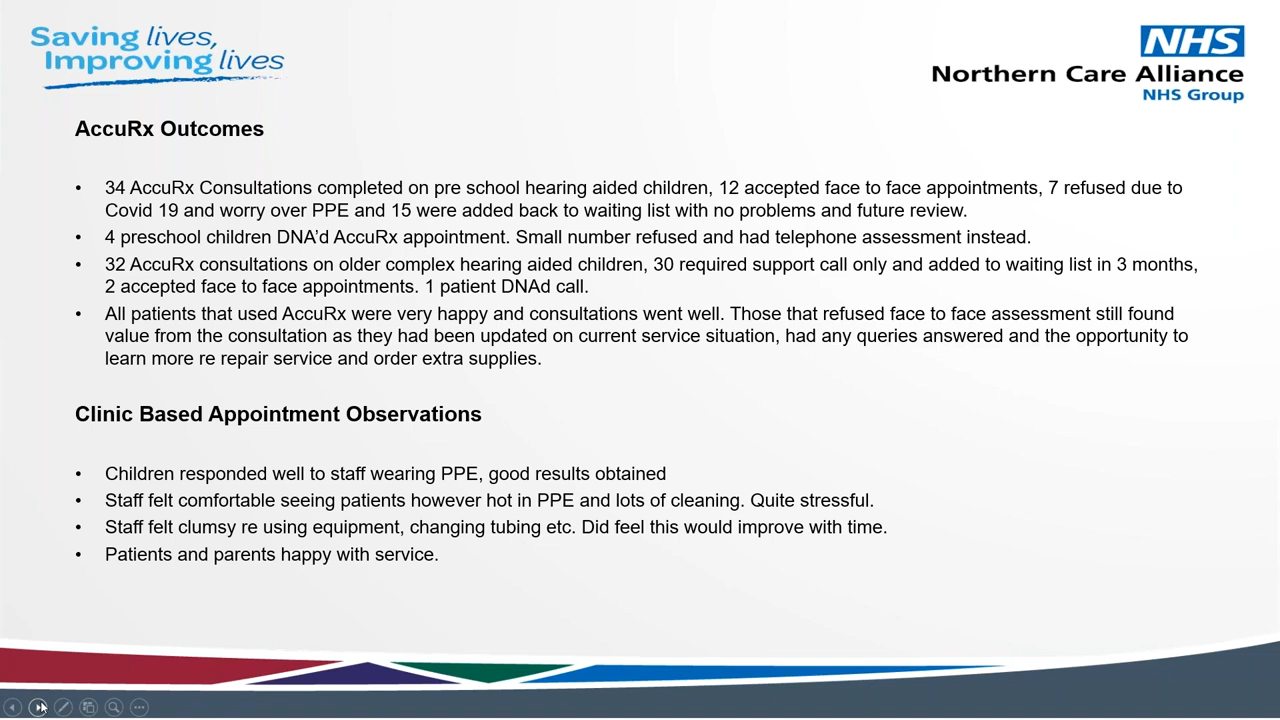 Saving lives,
Improving lives
NHS
Northern Care Alliance
NHS Group
AccuRx Outcomes
• 34 AccuRx Consultations completed on pre school hearing aided children, 12 accepted face to face appointments, 7 refused due to
Covid 19 and worry over PPE and 15 were added back to waiting list with no problems and future review.
• 4 preschool children DNA’d AccuRx appointment. Small number refused and had telephone assessment instead.
• 32 AccuRx consultations on older complex hearing aided children, 30 required support call only and added to waiting list in 3 months,
2 accepted face to face appointments. 1 patient DNAd call.
• All patients that used AccuRx were very happy and consultations went well. Those that refused face to face assessment still found
value from the consultation as they had been updated on current service situation, had any queries answered and the opportunity to
learn more re repair service and order extra supplies.
Clinic Based Appointment Observations
• Children responded well to staff wearing PPE, good results obtained
• Staff felt comfortable seeing patients however hot in PPE and lots of cleaning. Quite stressful.
• Staff felt clumsy re using equipment, changing tubing etc. Did feel this would improve with time.
• Patients and parents happy with service.